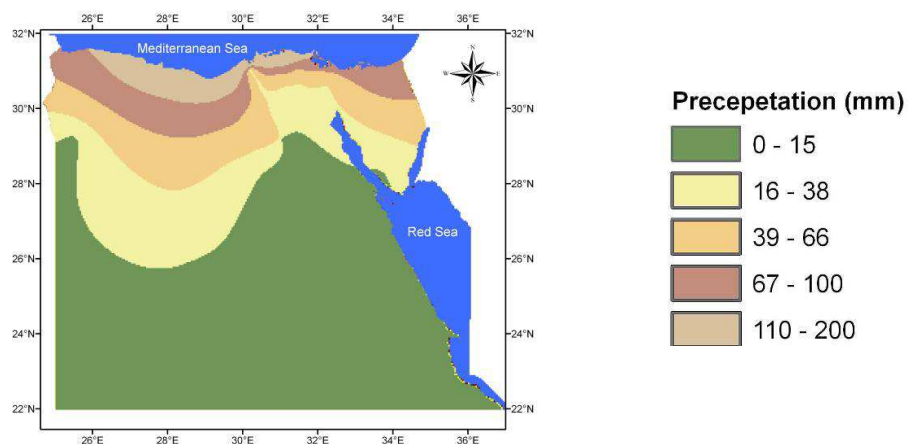 26°E 28°E 30°E 32°E 34°E 36°E
32°N 32°N
Mediterranean Sea
N
W E
S
30°N 30°N
28°N 28°N
Red Sea
26°N 26°N
24°N 24°N
22°N 22°N
26°E 28°E 30°E 32°E 34°E 36°E
Precepetation (mm)
0 - 15
16 - 38
39 - 66
67 - 100
110 - 200